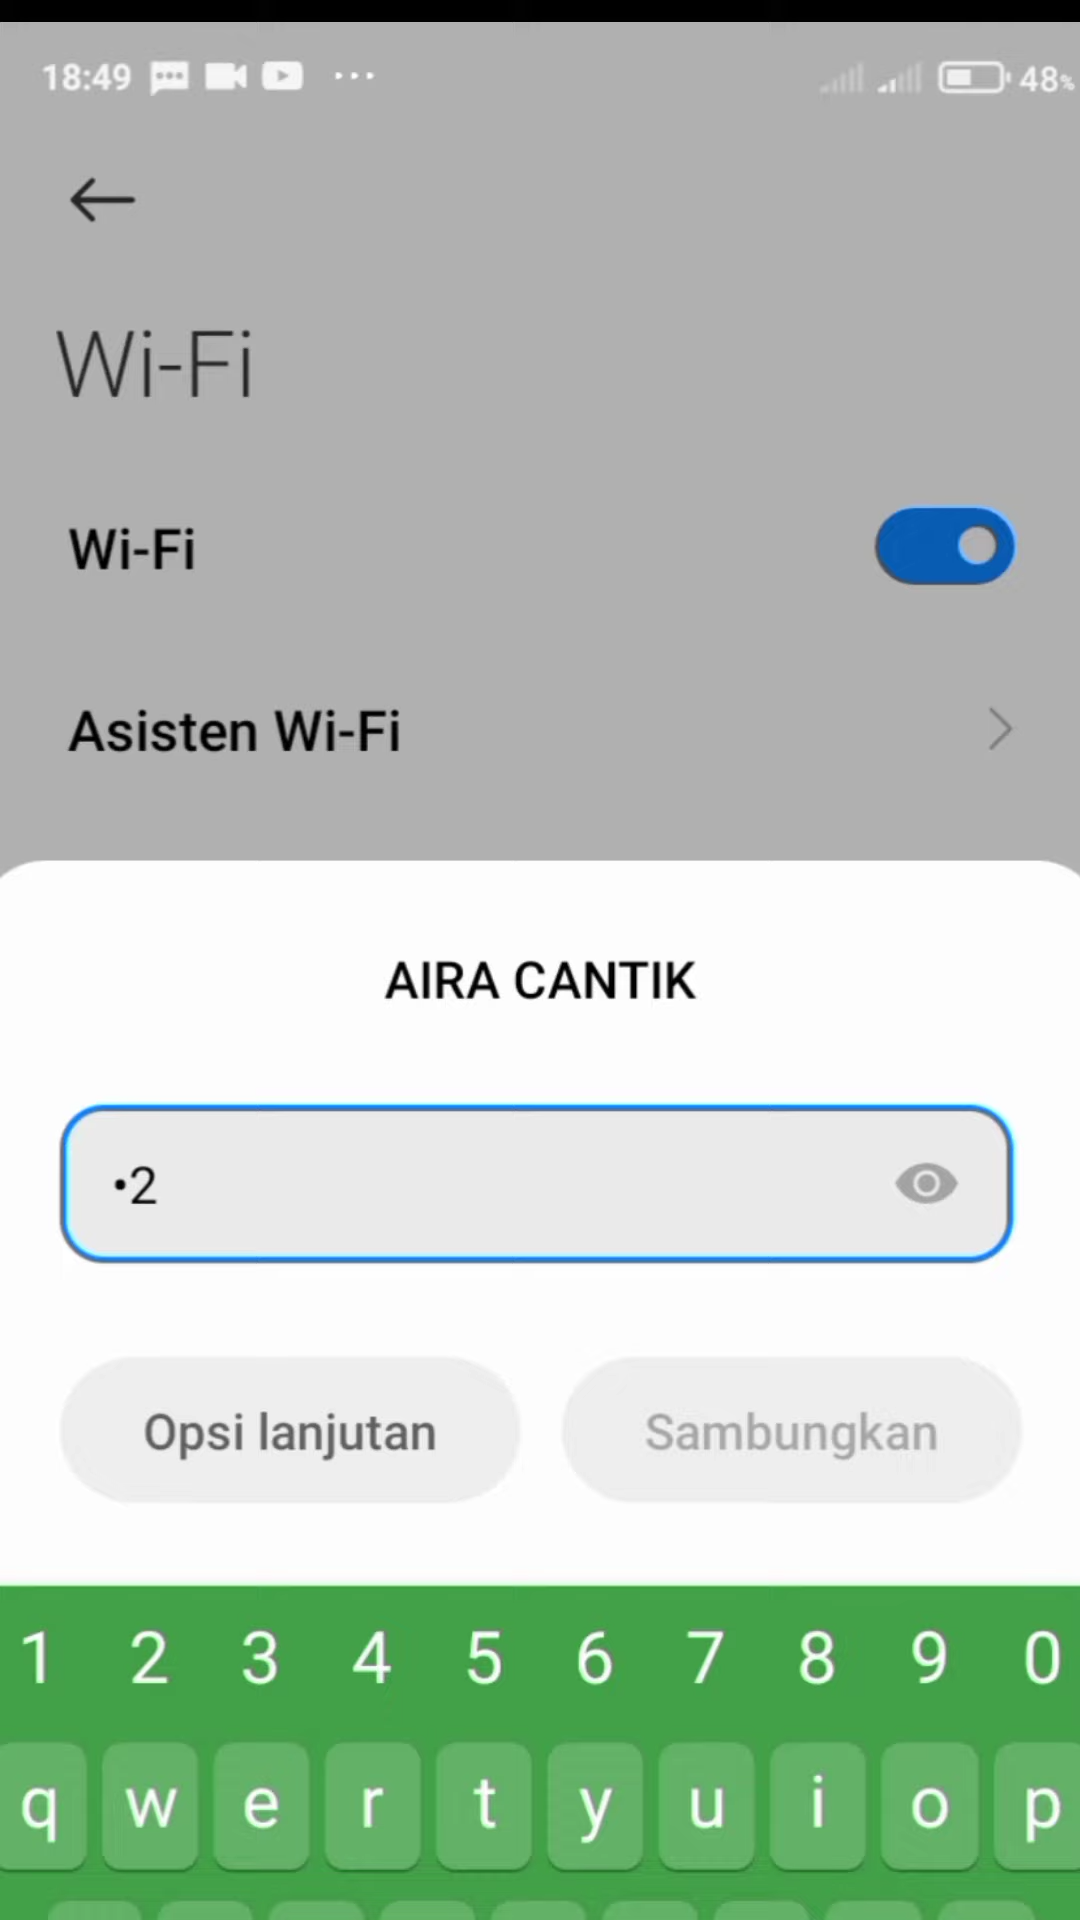 18:49 ... 48%
Wi-Fi
Wi-Fi
Asisten Wi-Fi
AIRA CANTIK
•2
Opsi lanjutan Sambungkan
1 2 3 4 5 6 7 8 9 0
q w e r t y u i o p